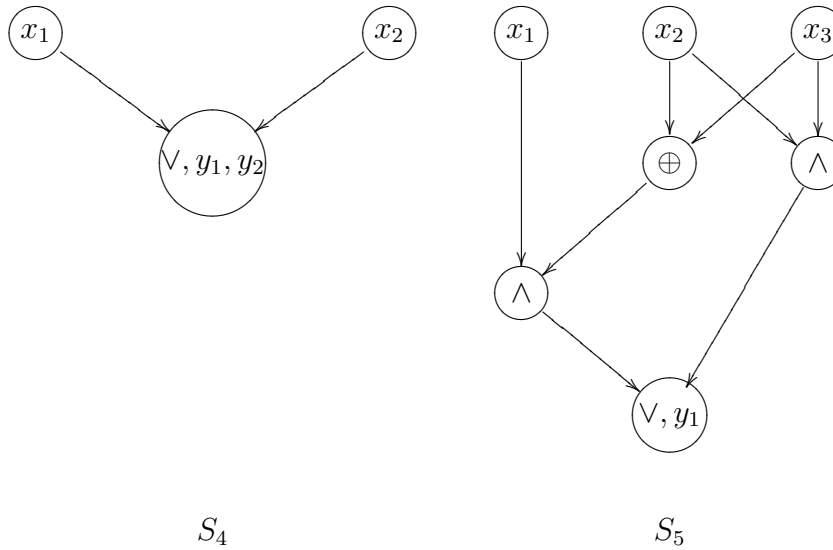 x₁ x₂ x₁ x₂ x₃
∨, y₁, y₂ ⊕ ∧
∧
∨, y₁
S₄ S₅